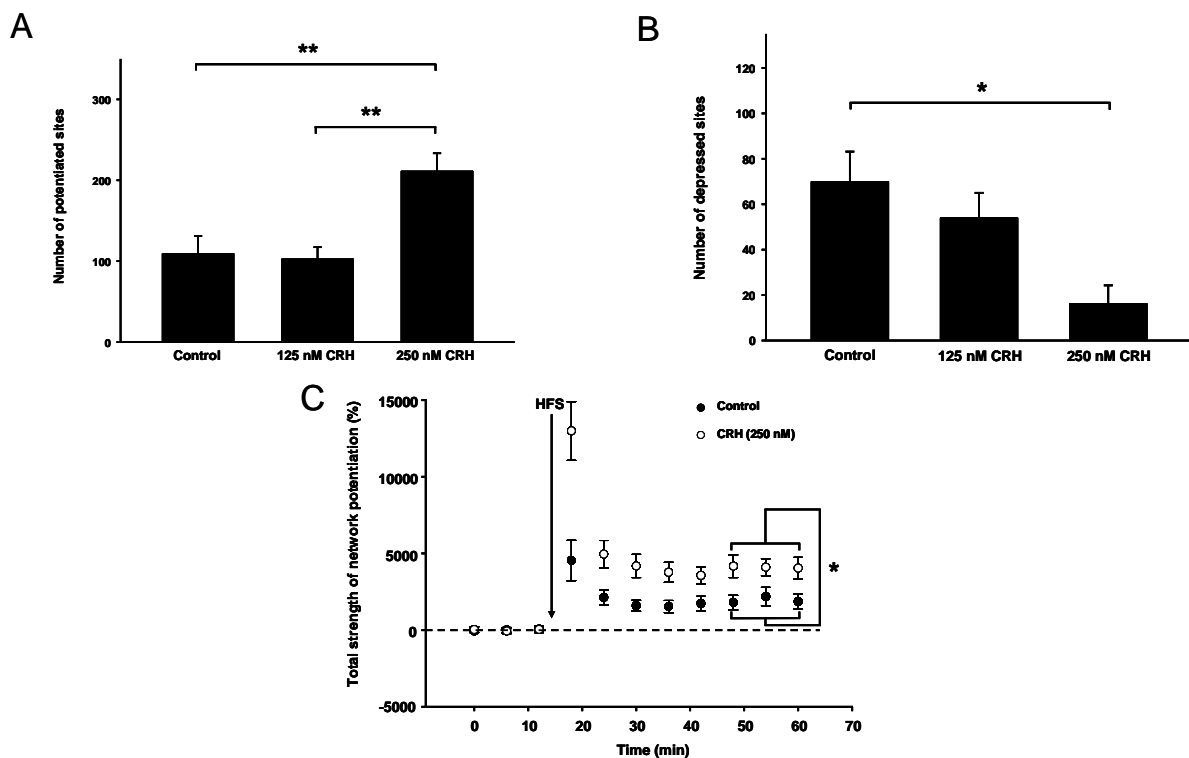 A
**
**
Number of potentiated sites
300
200
100
0
Control
125 nM CRH
250 nM CRH
B
*
Number of depressed sites
120
100
80
60
40
20
0
Control
125 nM CRH
250 nM CRH
C
Total strength of network potentiation (%)
15000
10000
5000
0
-5000
HFS
Control
CRH (250 nM)
*
0
10
20
30
40
50
60
70
Time (min)